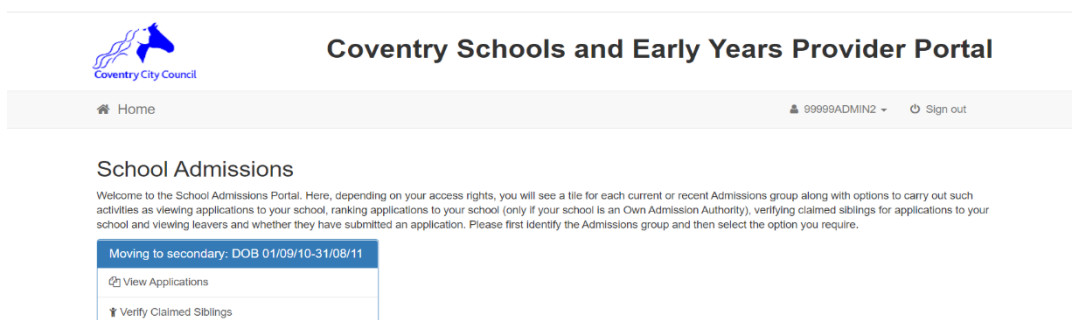 Coventry City Council
Coventry Schools and Early Years Provider Portal
Home
99999ADMIN2
Sign out
School Admissions
Welcome to the School Admissions Portal. Here, depending on your access rights, you will see a tile for each current or recent Admissions group along with options to carry out such
activities as viewing applications to your school, ranking applications to your school (only if your school is an Own Admission Authority), verifying claimed siblings for applications to your
school and viewing leavers and whether they have submitted an application. Please first identify the Admissions group and then select the option you require.
Moving to secondary: DOB 01/09/10-31/08/11
View Applications
Verify Claimed Siblings